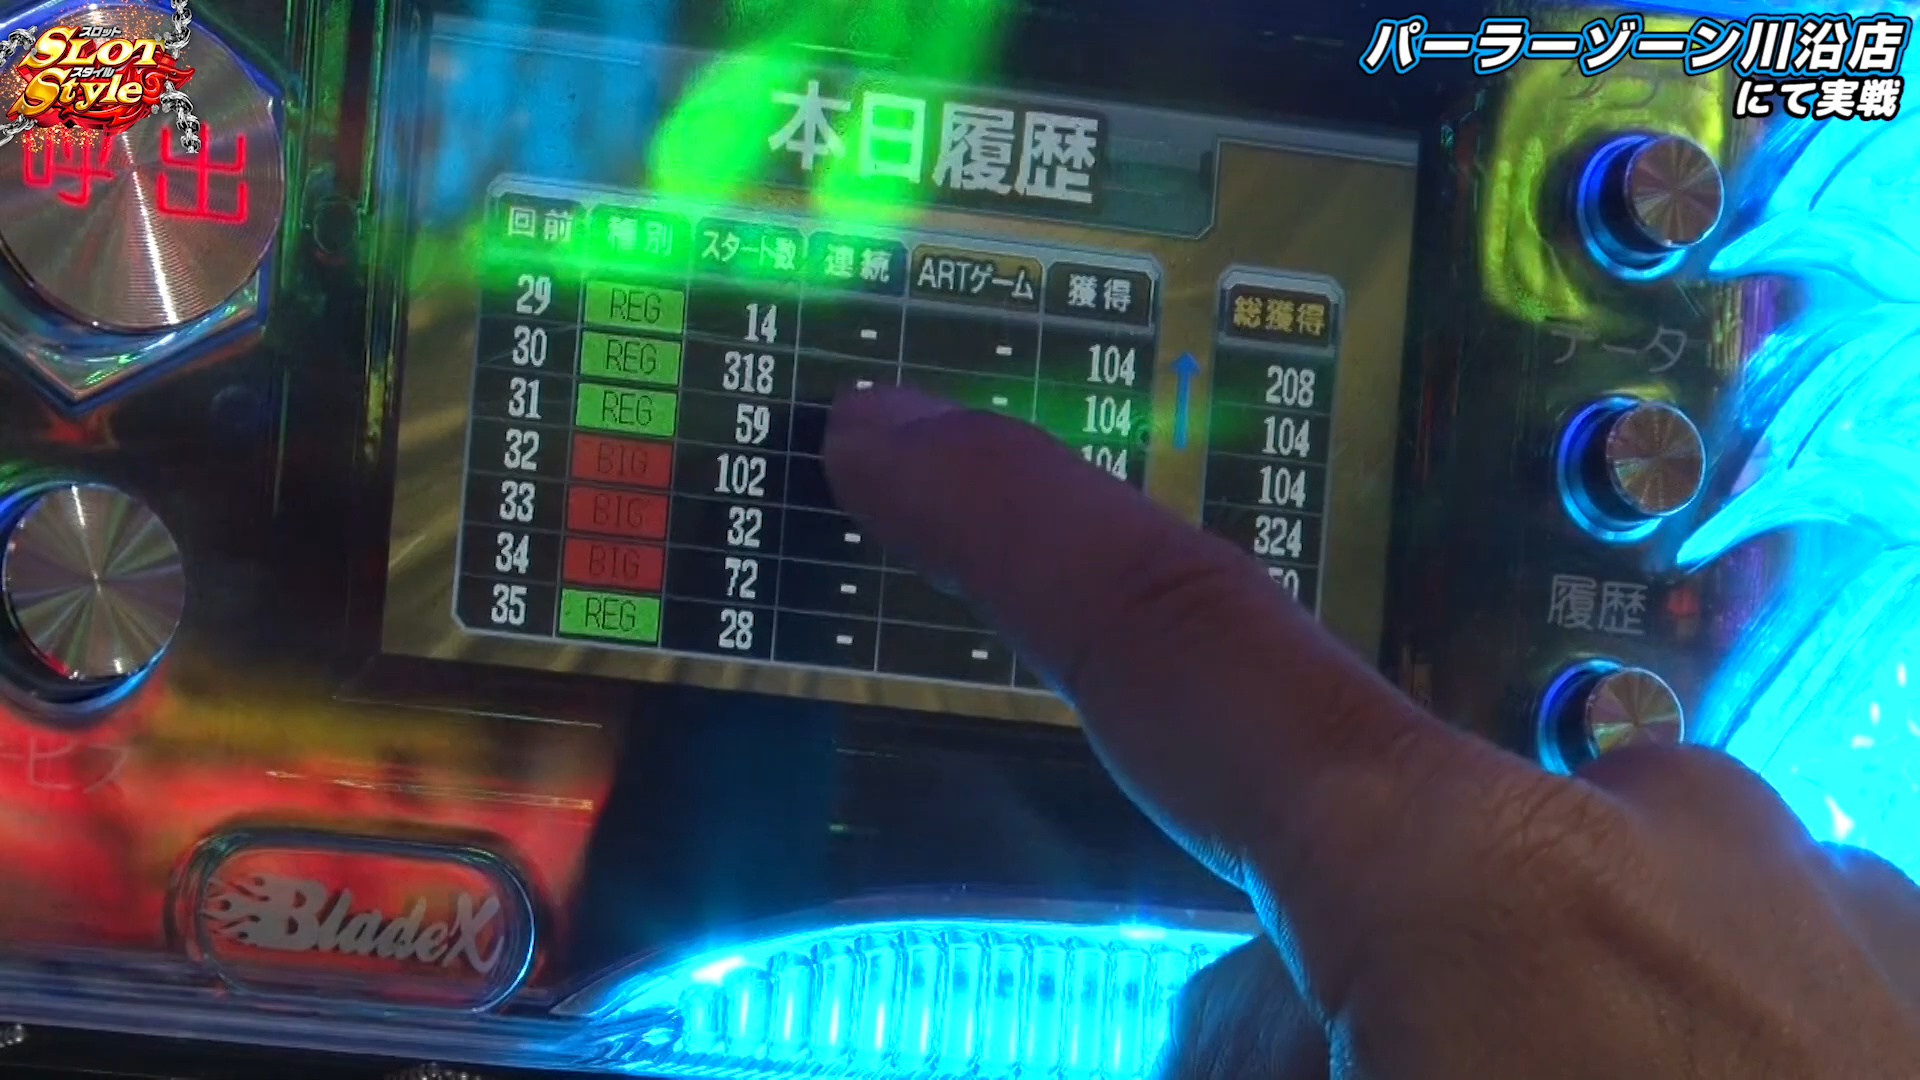 スロット
SLOT
スタイル
Style
パーラーゾーン川沿店
にて実戦
呼出
本日履歴
回前 種別 スタート数 連続 ARTゲーム 獲得 総獲得
29 REG 14 - - 104 208
30 REG 318 - - 104 104
31 REG 59 104 104
32 BIG 102 324
33 BIG 32 -
34 BIG 72 -
35 REG 28 - -
データ
履歴
ービス
BladeX